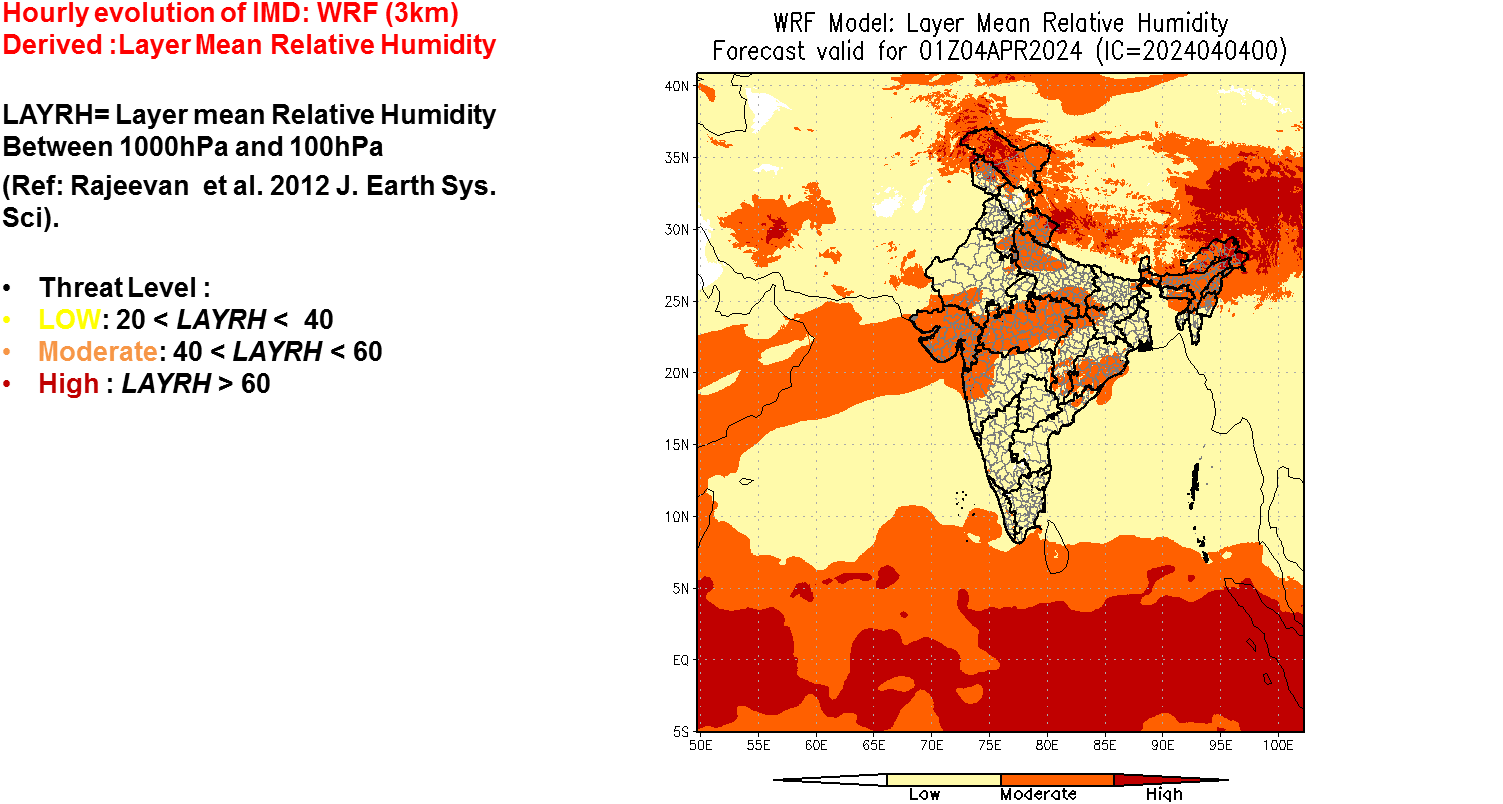 Hourly evolution of IMD: WRF (3km)
Derived :Layer Mean Relative Humidity
LAYRH= Layer mean Relative Humidity
Between 1000hPa and 100hPa
(Ref: Rajeevan et al. 2012 J. Earth Sys.
Sci).
• Threat Level :
• LOW: 20 < LAYRH < 40
• Moderate: 40 < LAYRH < 60
• High : LAYRH > 60
WRF Model: Layer Mean Relative Humidity
Forecast valid for 01Z04APR2024 (IC=2024040400)
40N
35N
30N
25N
20N
15N
10N
5N
EQ
5S
50E 55E 60E 65E 70E 75E 80E 85E 90E 95E 100E
Low Moderate High